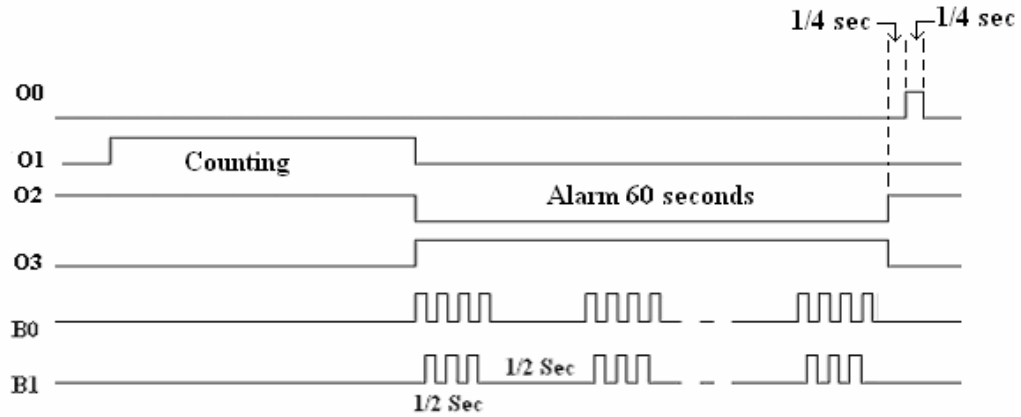 1/4 sec 1/4 sec
O0
O1 Counting
O2 Alarm 60 seconds
O3
B0
B1 1/2 Sec
1/2 Sec